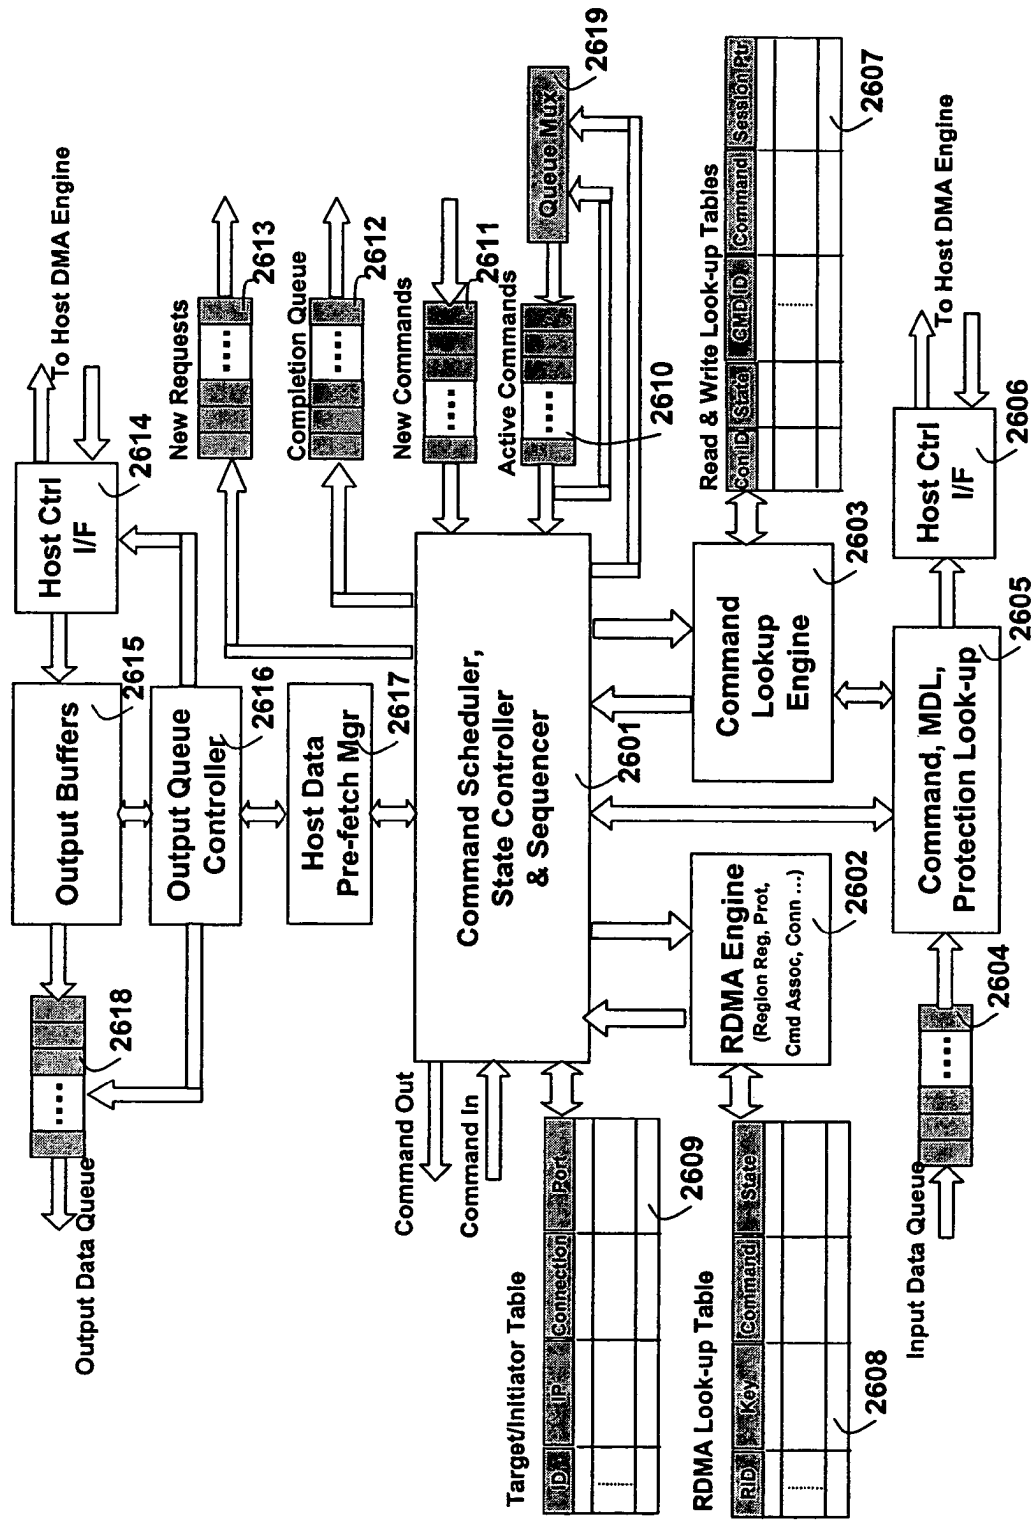 Output Data Queue
....
2618
Output Buffers
2615
Host Ctrl
I/F
2614
To Host DMA Engine
Output Queue
Controller
2616
Host Data
Pre-fetch Mgr
2617
New Requests
....
2613
Completion Queue
....
2612
Command Out
Command In
Command Scheduler,
State Controller
& Sequencer
2601
New Commands
....
2611
Active Commands
....
2610
Queue Mux
2619
Target/Initiator Table
ID IP Connection Port
..........
2609
RDMA Look-up Table
RID Key Command State
..........
2608
RDMA Engine
(Region Reg, Prot,
Cmd Assoc, Conn ...)
2602
Command
Lookup
Engine
2603
Read & Write Look-up Tables
ConID State CMD ID Command Session Ptr
..........
2607
Input Data Queue
....
2604
Command, MDL,
Protection Look-up
2605
Host Ctrl
I/F
2606
To Host DMA Engine